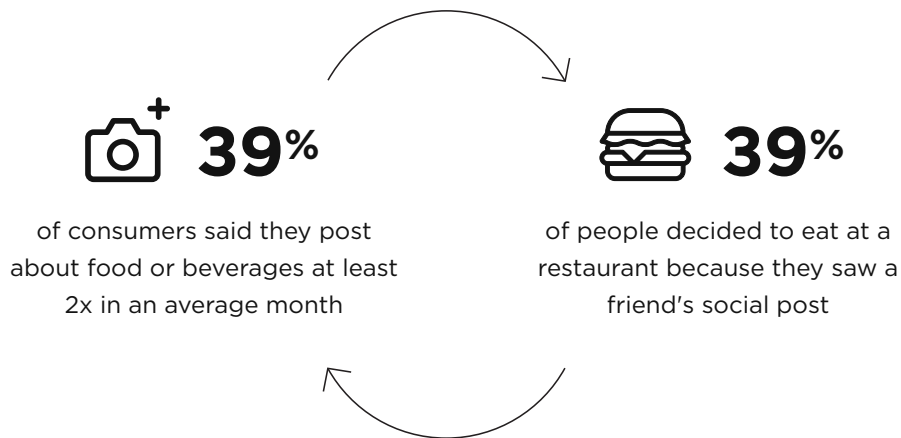 39%
of consumers said they post
about food or beverages at least
2x in an average month
39%
of people decided to eat at a
restaurant because they saw a
friend's social post